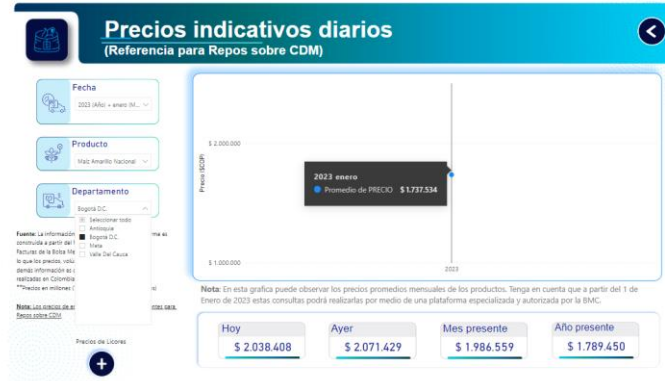 Precios indicativos diarios
(Referencia para Repos sobre CDM)
Fecha
2023 (Año) + enero (M...
Producto
Maíz Amarillo Nacional
Departamento
Bogotá D.C.
Seleccionar todo
Antioquia
Bogotá D.C.
Meta
Valle Del Cauca
Fuente: La información
construida a partir del
Facturas de la Bolsa Me
lo que los precios, volu
demás información es
realizadas en Colombia
**Precios en millones (
Nota: Los precios de
Repos sobre CDM
Precios de Licores
Precio ($COP)
$ 2.000.000
2023 enero
Promedio de PRECIO $1.737.534
$ 1.000.000
2023
Nota: En esta grafica puede observar los precios promedios mensuales de los productos. Tenga en cuenta que a partir del 1 de
Enero de 2023 estas consultas podrá realizarlas por medio de una plataforma especializada y autorizada por la BMC.
Hoy
$ 2.038.408
Ayer
$ 2.071.429
Mes presente
$ 1.986.559
Año presente
$ 1.789.450